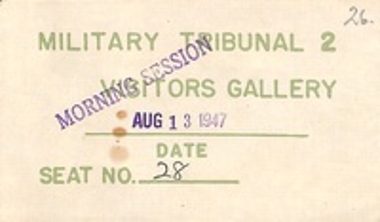 26.
MILITARY TRIBUNAL 2
MORNING SESSION
VISITORS GALLERY
AUG 13 1947
DATE
SEAT NO. 28